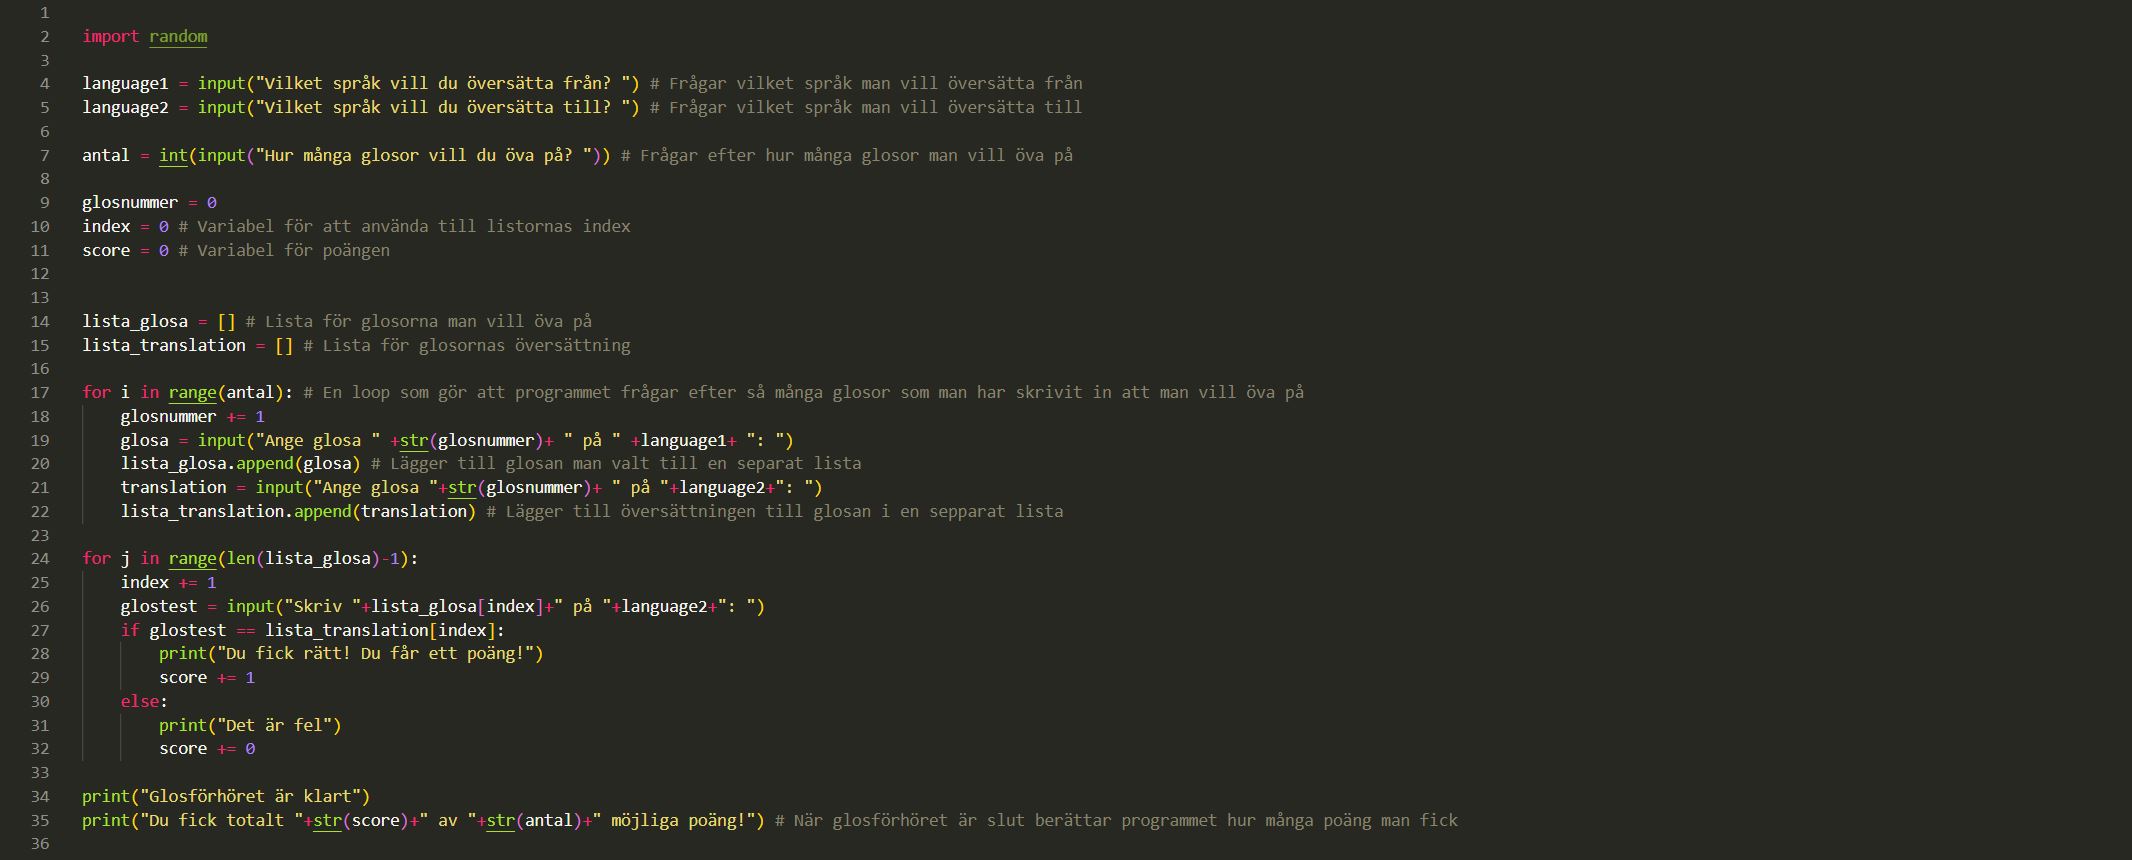 1
2 import random
3
4 language1 = input("Vilket språk vill du översätta från? ") # Frågar vilket språk man vill översätta från
5 language2 = input("Vilket språk vill du översätta till? ") # Frågar vilket språk man vill översätta till
6
7 antal = int(input("Hur många glosor vill du öva på? ")) # Frågar efter hur många glosor man vill öva på
8
9 glosnummer = 0
10 index = 0 # Variabel för att använda till listornas index
11 score = 0 # Variabel för poängen
12
13
14 lista_glosa = [] # Lista för glosorna man vill öva på
15 lista_translation = [] # Lista för glosornas översättning
16
17 for i in range(antal): # En loop som gör att programmet frågar efter så många glosor som man har skrivit in att man vill öva på
18     glosnummer += 1
19     glosa = input("Ange glosa " +str(glosnummer)+ " på " +language1+ ": ")
20     lista_glosa.append(glosa) # Lägger till glosan man valt till en separat lista
21     translation = input("Ange glosa "+str(glosnummer)+ " på "+language2+": ")
22     lista_translation.append(translation) # Lägger till översättningen till glosan i en sepparat lista
23
24 for j in range(len(lista_glosa)-1):
25     index += 1
26     glostest = input("Skriv "+lista_glosa[index]+" på "+language2+": ")
27     if glostest == lista_translation[index]:
28         print("Du fick rätt! Du får ett poäng!")
29         score += 1
30     else:
31         print("Det är fel")
32         score += 0
33
34 print("Glosförhöret är klart")
35 print("Du fick totalt "+str(score)+" av "+str(antal)+" möjliga poäng!") # När glosförhöret är slut berättar programmet hur många poäng man fick
36